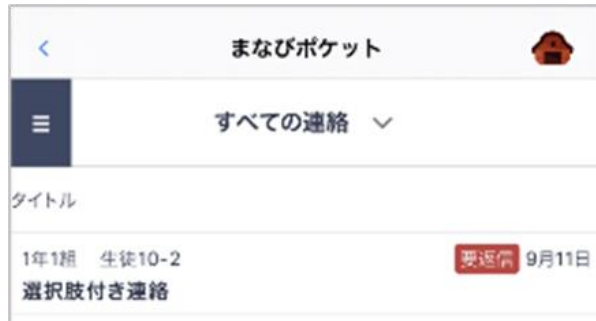 まなびポケット
すべての連絡
タイトル
1年1組 生徒10-2 要返信 9月11日
選択肢付き連絡